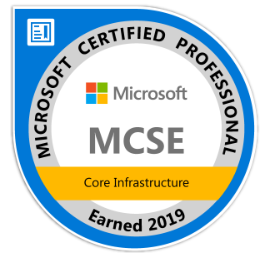 MICROSOFT CERTIFIED PROFESSIONAL
Microsoft
MCSE
Core Infrastructure
Earned 2019